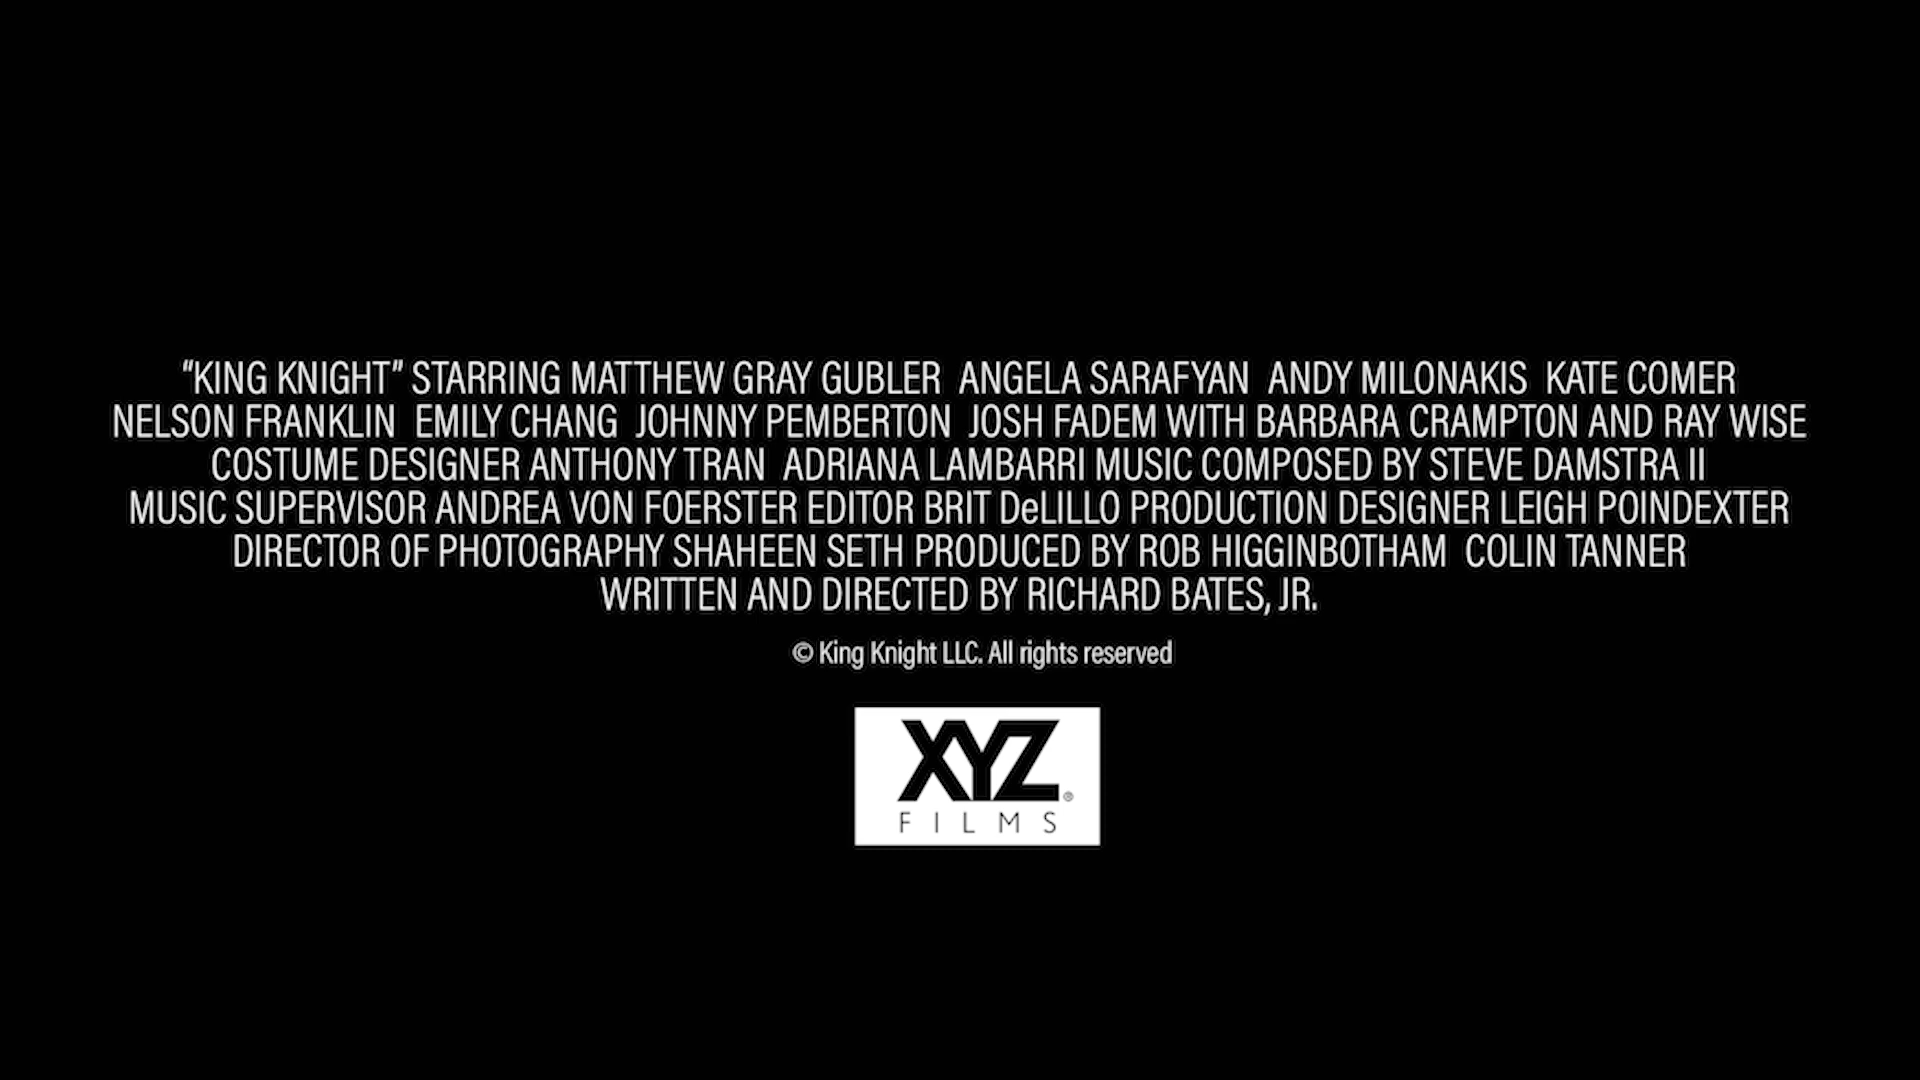 “KING KNIGHT” STARRING MATTHEW GRAY GUBLER ANGELA SARAFYAN ANDY MILONAKIS KATE COMER
NELSON FRANKLIN EMILY CHANG JOHNNY PEMBERTON JOSH FADEM WITH BARBARA CRAMPTON AND RAY WISE
COSTUME DESIGNER ANTHONY TRAN ADRIANA LAMBARRI MUSIC COMPOSED BY STEVE DAMSTRA II
MUSIC SUPERVISOR ANDREA VON FOERSTER EDITOR BRIT DeLILLO PRODUCTION DESIGNER LEIGH POINDEXTER
DIRECTOR OF PHOTOGRAPHY SHAHEEN SETH PRODUCED BY ROB HIGGINBOTHAM COLIN TANNER
WRITTEN AND DIRECTED BY RICHARD BATES, JR.
© King Knight LLC. All rights reserved
XYZ®
FILMS